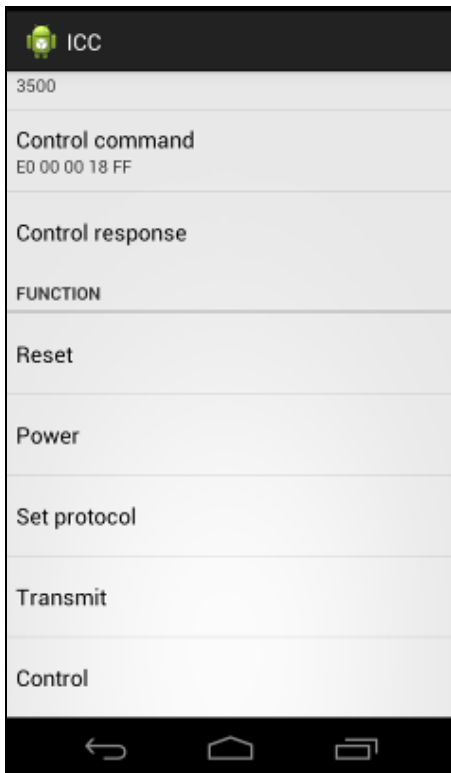 ICC
3500
Control command
E0 00 00 18 FF
Control response
FUNCTION
Reset
Power
Set protocol
Transmit
Control